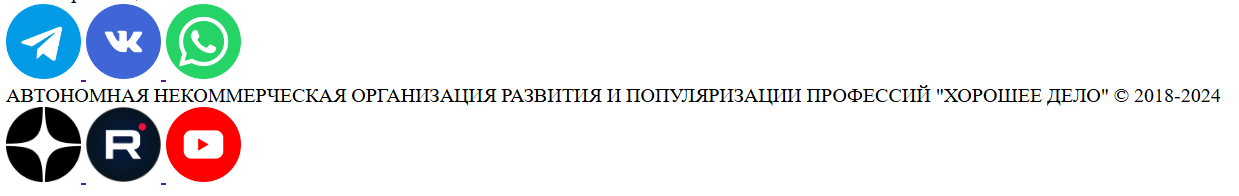 АВТОНОМНАЯ НЕКОММЕРЧЕСКАЯ ОРГАНИЗАЦИЯ РАЗВИТИЯ И ПОПУЛЯРИЗАЦИИ ПРОФЕССИЙ "ХОРОШЕЕ ДЕЛО" © 2018-2024